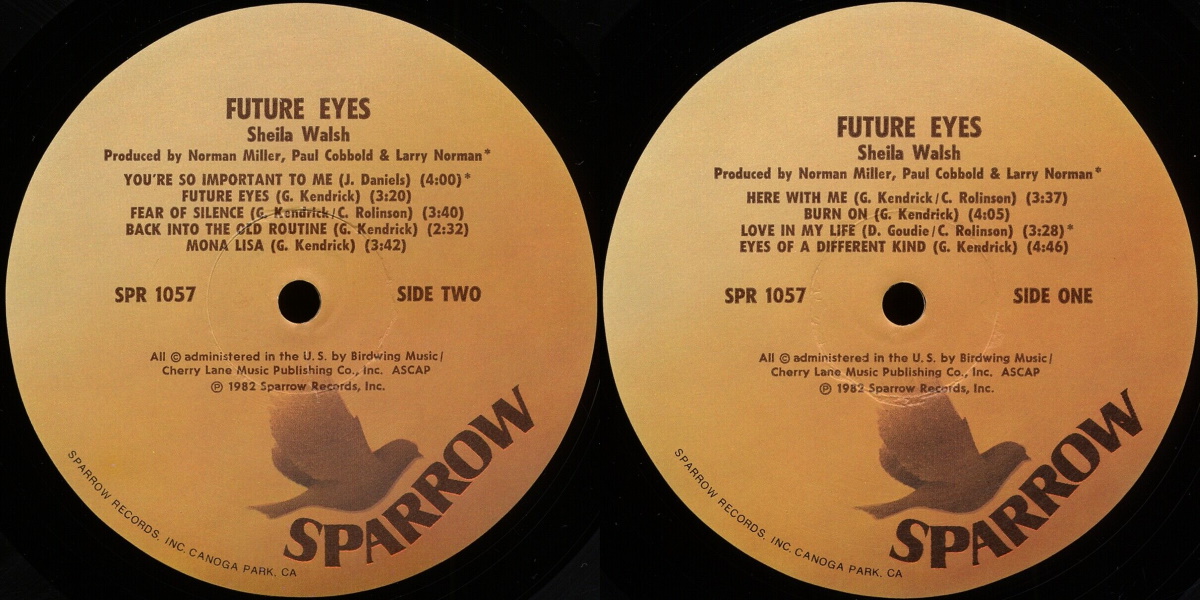 FUTURE EYES
Sheila Walsh
Produced by Norman Miller, Paul Cobbold & Larry Norman*
YOU'RE SO IMPORTANT TO ME (J. Daniels) (4:00)*
FUTURE EYES (G. Kendrick) (3:20)
FEAR OF SILENCE (G. Kendrick/C. Rolinson) (3:40)
BACK INTO THE OLD ROUTINE (G. Kendrick) (2:32)
MONA LISA (G. Kendrick) (3:42)
SPR 1057 SIDE TWO
All © administered in the U.S. by Birdwing Music/
Cherry Lane Music Publishing Co., Inc. ASCAP
℗ 1982 Sparrow Records, Inc.
SPARROW
SPARROW RECORDS, INC. CANOGA PARK, CA
FUTURE EYES
Sheila Walsh
Produced by Norman Miller, Paul Cobbold & Larry Norman*
HERE WITH ME (G. Kendrick/C. Rolinson) (3:37)
BURN ON (G. Kendrick) (4:05)
LOVE IN MY LIFE (D. Goudie/C. Rolinson) (3:28)*
EYES OF A DIFFERENT KIND (G. Kendrick) (4:46)
SPR 1057 SIDE ONE
All © administered in the U.S. by Birdwing Music/
Cherry Lane Music Publishing Co., Inc. ASCAP
℗ 1982 Sparrow Records, Inc.
SPARROW
SPARROW RECORDS, INC. CANOGA PARK, CA